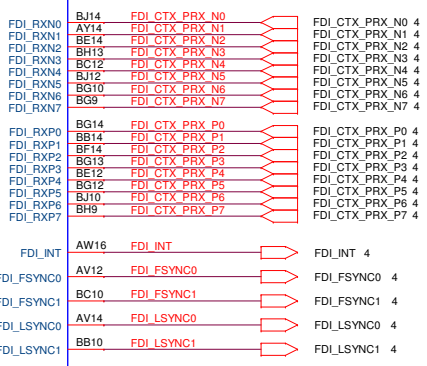 FDI_RXN0 BJ14 FDI_CTX_PRX_N0 FDI_CTX_PRX_N0 4
FDI_RXN1 AY14 FDI_CTX_PRX_N1 FDI_CTX_PRX_N1 4
FDI_RXN2 BE14 FDI_CTX_PRX_N2 FDI_CTX_PRX_N2 4
FDI_RXN3 BH13 FDI_CTX_PRX_N3 FDI_CTX_PRX_N3 4
FDI_RXN4 BC12 FDI_CTX_PRX_N4 FDI_CTX_PRX_N4 4
FDI_RXN5 BJ12 FDI_CTX_PRX_N5 FDI_CTX_PRX_N5 4
FDI_RXN6 BG10 FDI_CTX_PRX_N6 FDI_CTX_PRX_N6 4
FDI_RXN7 BG9 FDI_CTX_PRX_N7 FDI_CTX_PRX_N7 4
FDI_RXP0 BG14 FDI_CTX_PRX_P0 FDI_CTX_PRX_P0 4
FDI_RXP1 BB14 FDI_CTX_PRX_P1 FDI_CTX_PRX_P1 4
FDI_RXP2 BF14 FDI_CTX_PRX_P2 FDI_CTX_PRX_P2 4
FDI_RXP3 BG13 FDI_CTX_PRX_P3 FDI_CTX_PRX_P3 4
FDI_RXP4 BE12 FDI_CTX_PRX_P4 FDI_CTX_PRX_P4 4
FDI_RXP5 BG12 FDI_CTX_PRX_P5 FDI_CTX_PRX_P5 4
FDI_RXP6 BJ10 FDI_CTX_PRX_P6 FDI_CTX_PRX_P6 4
FDI_RXP7 BH9 FDI_CTX_PRX_P7 FDI_CTX_PRX_P7 4
FDI_INT AW16 FDI_INT FDI_INT 4
FDI_FSYNC0 AV12 FDI_FSYNC0 FDI_FSYNC0 4
FDI_FSYNC1 BC10 FDI_FSYNC1 FDI_FSYNC1 4
FDI_LSYNC0 AV14 FDI_LSYNC0 FDI_LSYNC0 4
FDI_LSYNC1 BB10 FDI_LSYNC1 FDI_LSYNC1 4